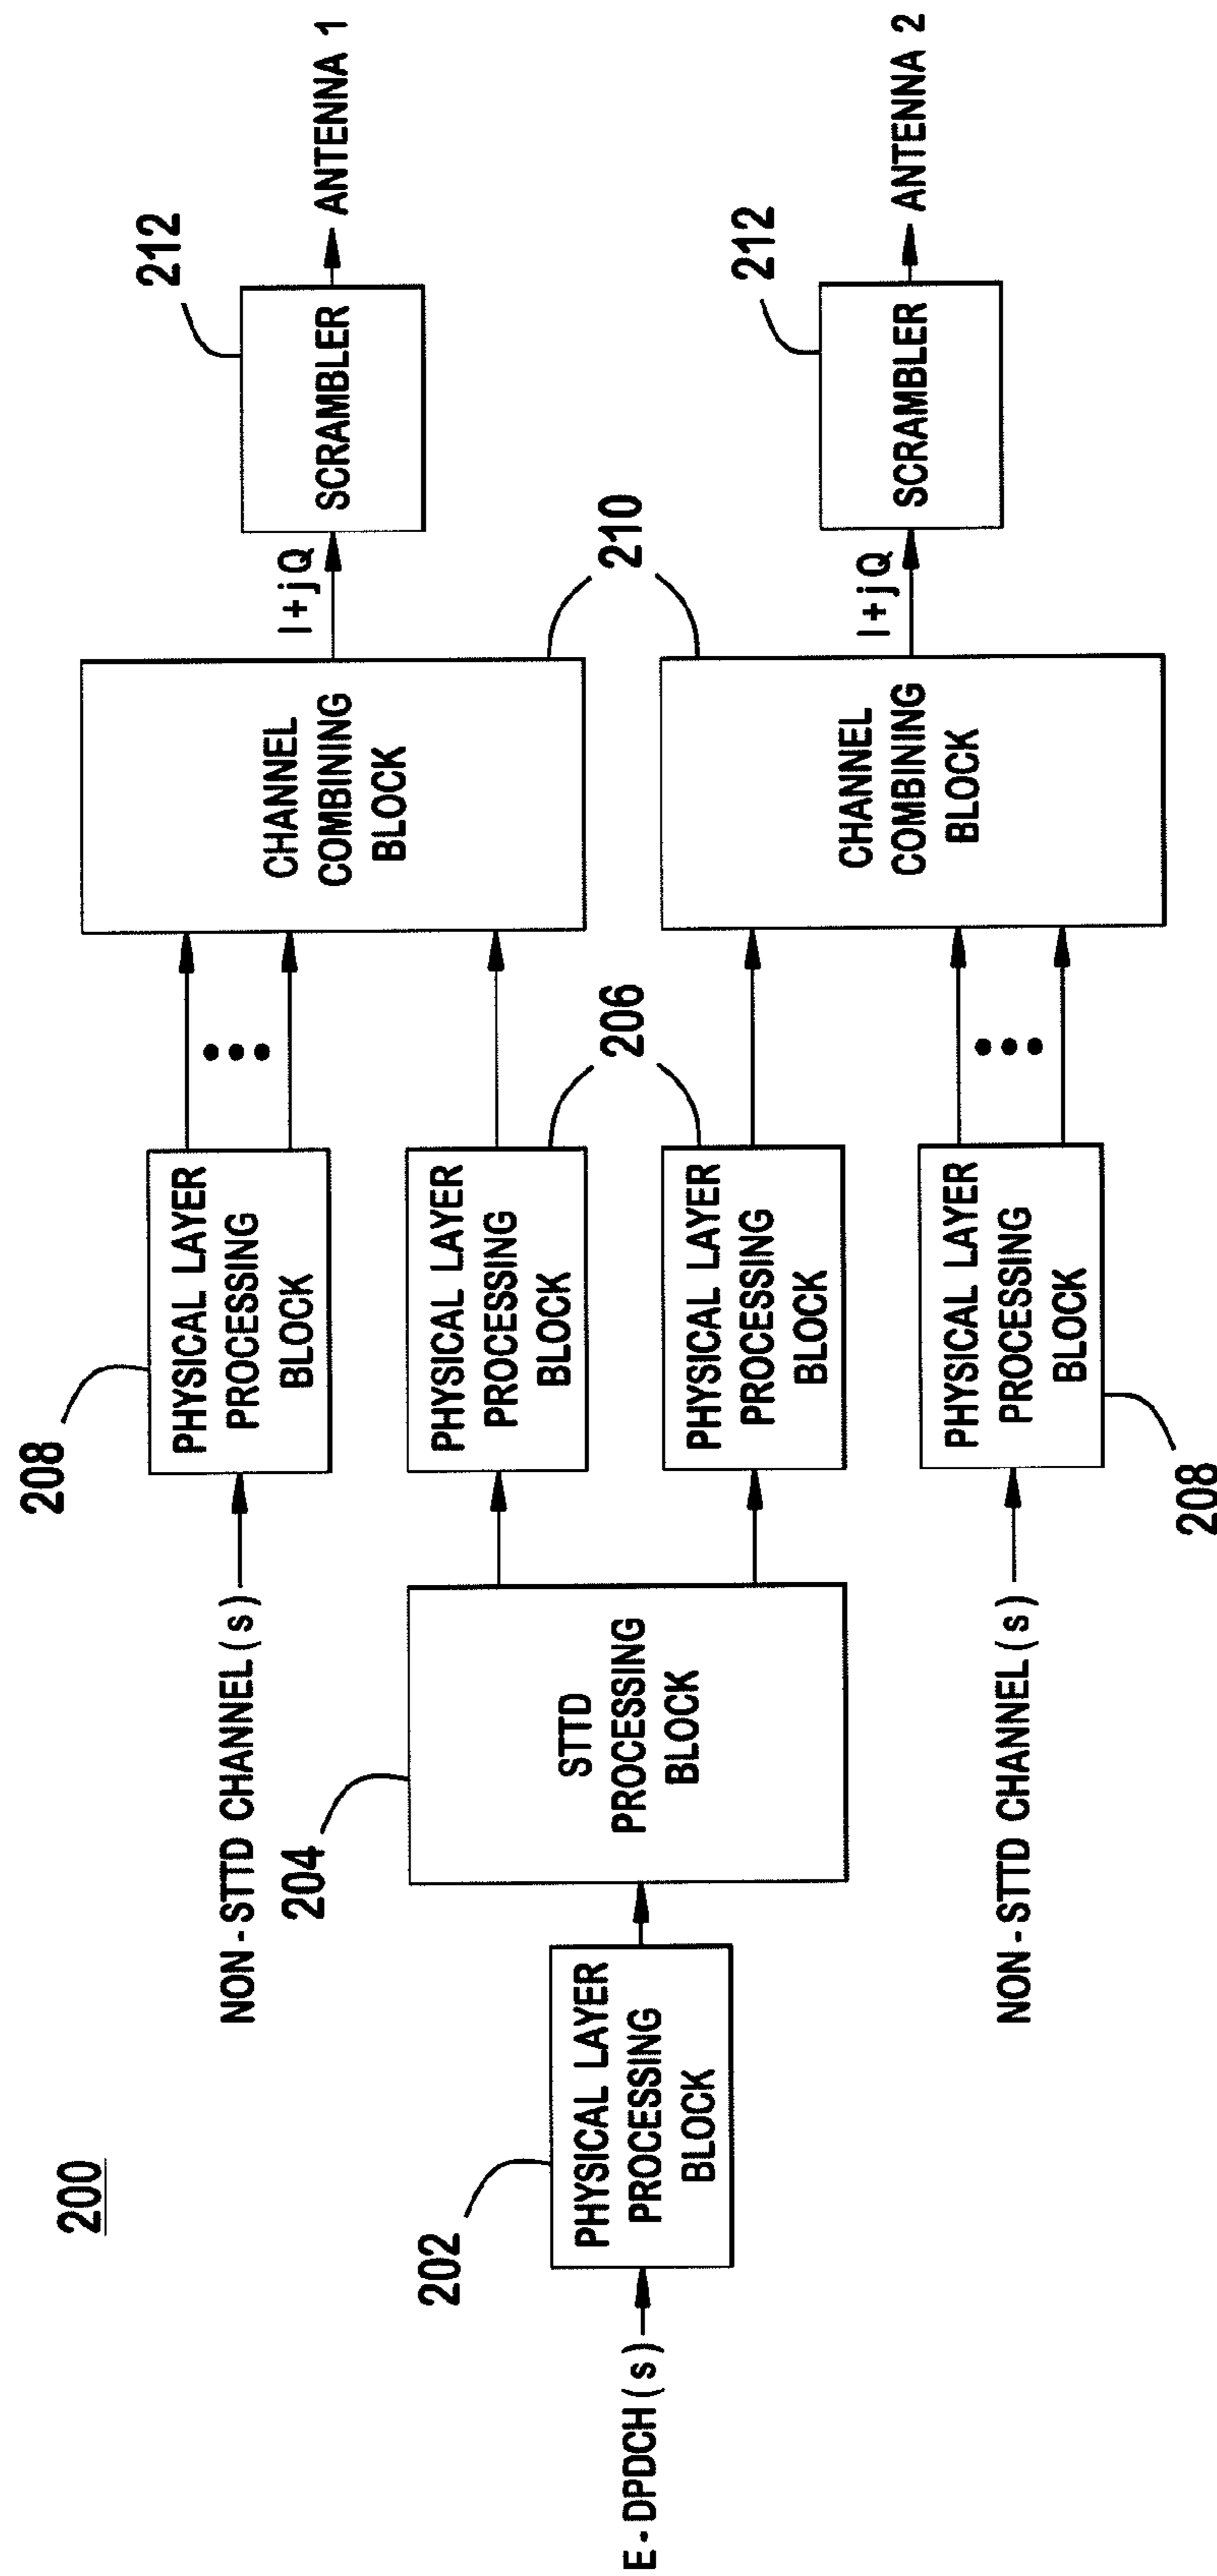 200
E-DPDCH(s)
202
PHYSICAL LAYER
PROCESSING
BLOCK
204
STTD
PROCESSING
BLOCK
NON-STTD CHANNEL(s)
208
PHYSICAL LAYER
PROCESSING
BLOCK
PHYSICAL LAYER
PROCESSING
BLOCK
206
PHYSICAL LAYER
PROCESSING
BLOCK
NON-STTD CHANNEL(s)
PHYSICAL LAYER
PROCESSING
BLOCK
208
CHANNEL
COMBINING
BLOCK
210
CHANNEL
COMBINING
BLOCK
I+jQ
SCRAMBLER
212
ANTENNA 1
I+jQ
SCRAMBLER
212
ANTENNA 2